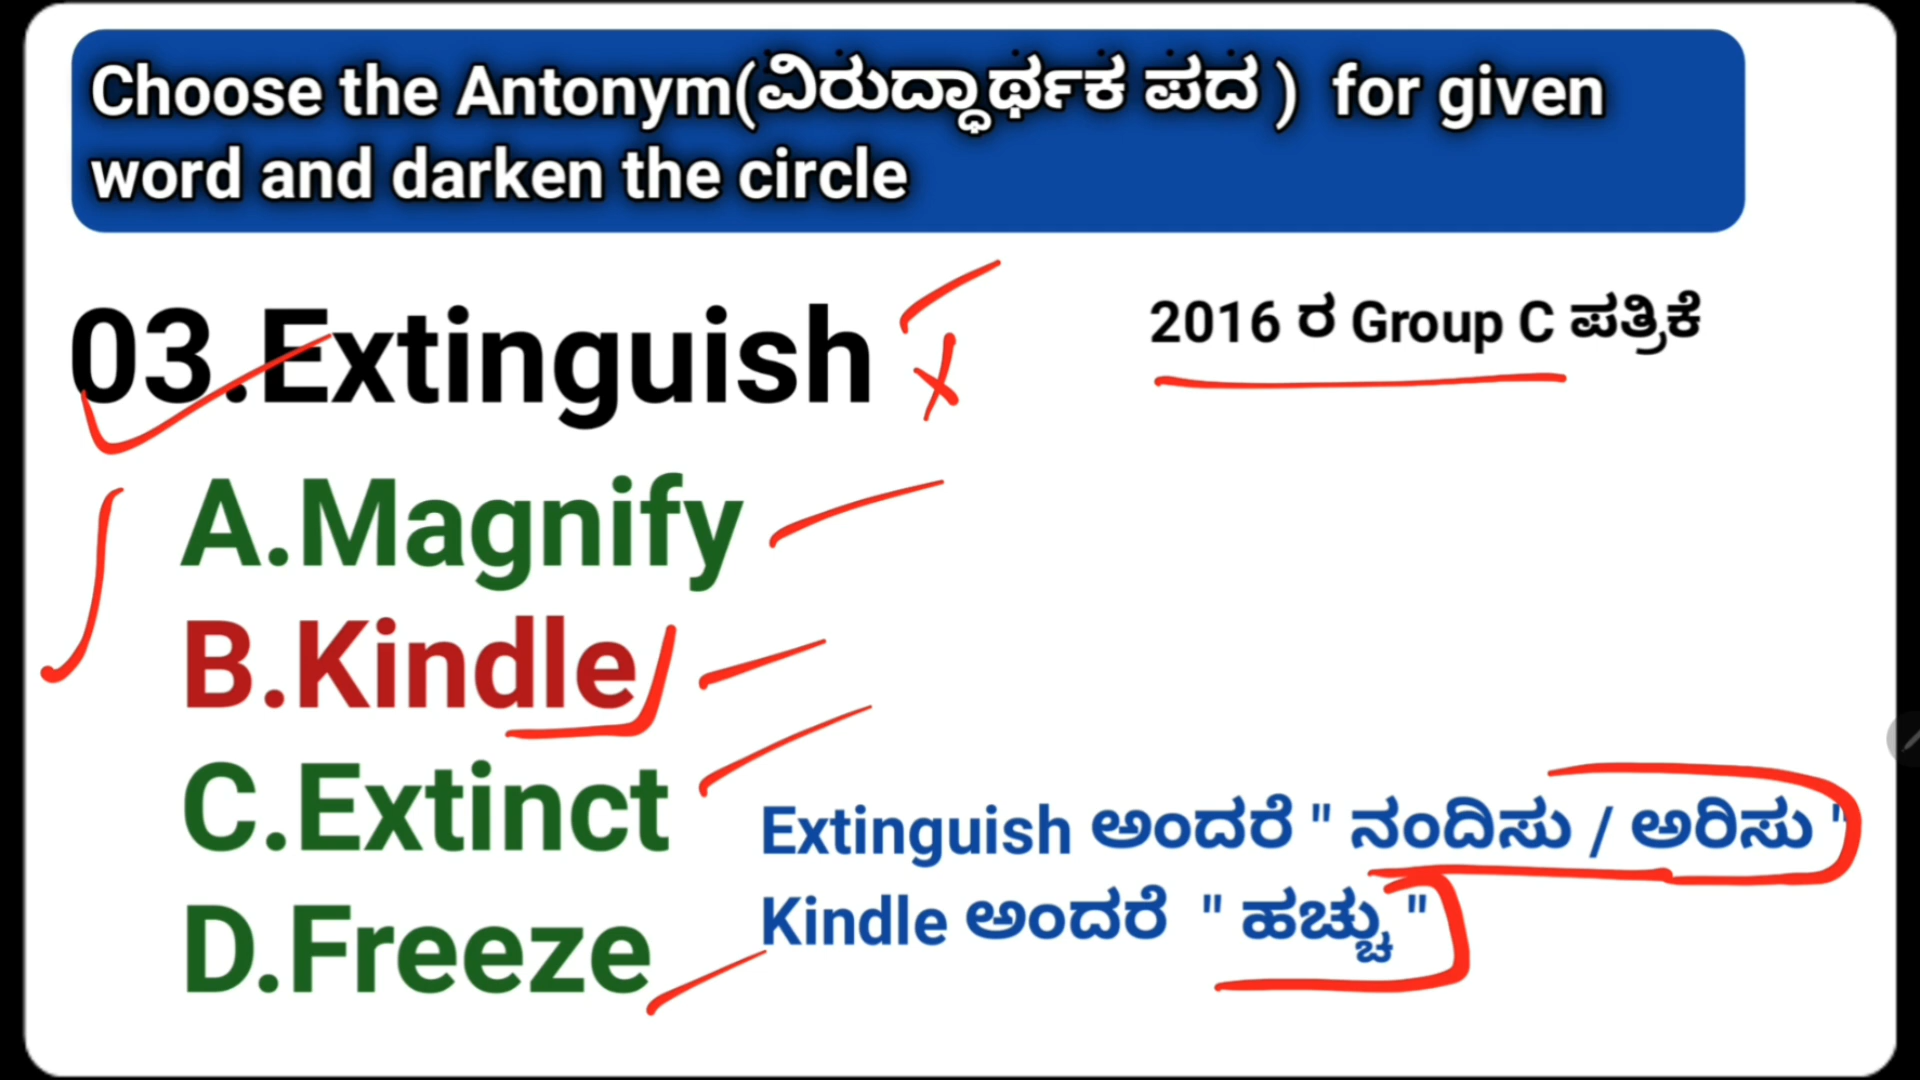 Choose the Antonym(ವಿರುದ್ಧಾರ್ಥಕ ಪದ ) for given
word and darken the circle
03.Extinguish
2016 ರ Group C ಪತ್ರಿಕೆ
A.Magnify
B.Kindle
C.Extinct
D.Freeze
Extinguish ಅಂದರೆ " ನಂದಿಸು / ಅರಿಸು "
Kindle ಅಂದರೆ " ಹಚ್ಚು "